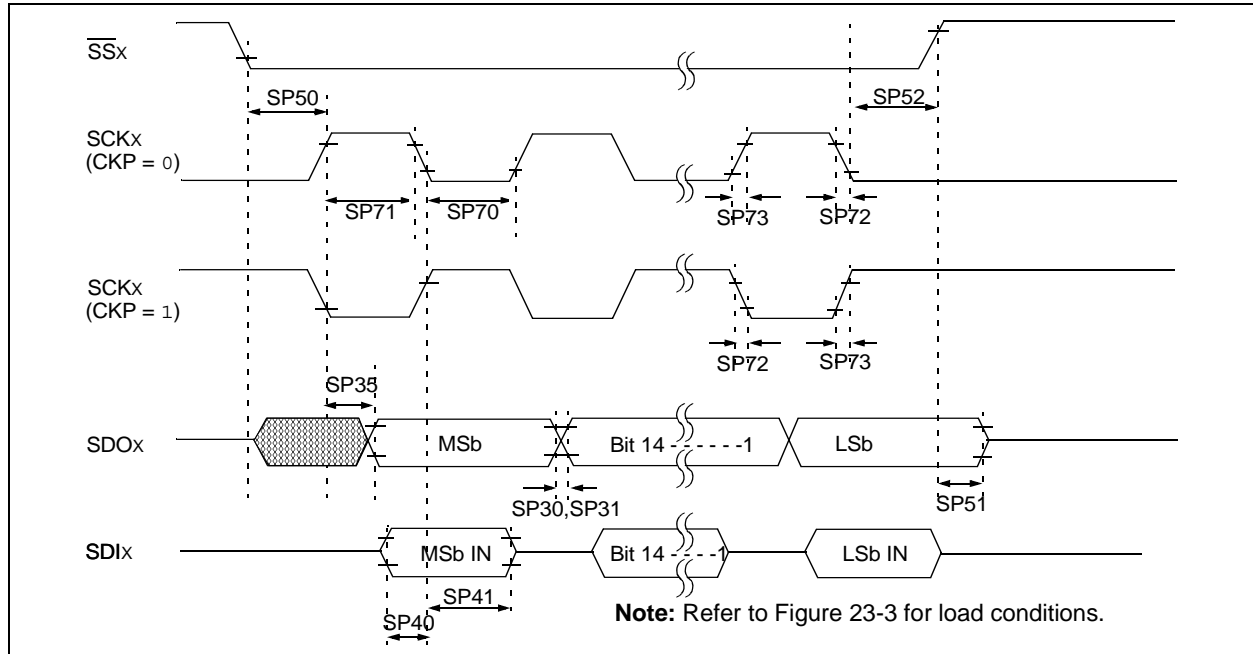 SSX
SP50
SP52
SCKX
(CKP = 0)
SP71
SP70
SP73
SP72
SCKX
(CKP = 1)
SP72
SP73
SP35
SDOX
MSb
Bit 14 - - - - - -1
LSb
SP30,SP31
SP51
SDIX
MSb IN
Bit 14 - - - - -1
LSb IN
SP41
SP40
Note: Refer to Figure 23-3 for load conditions.